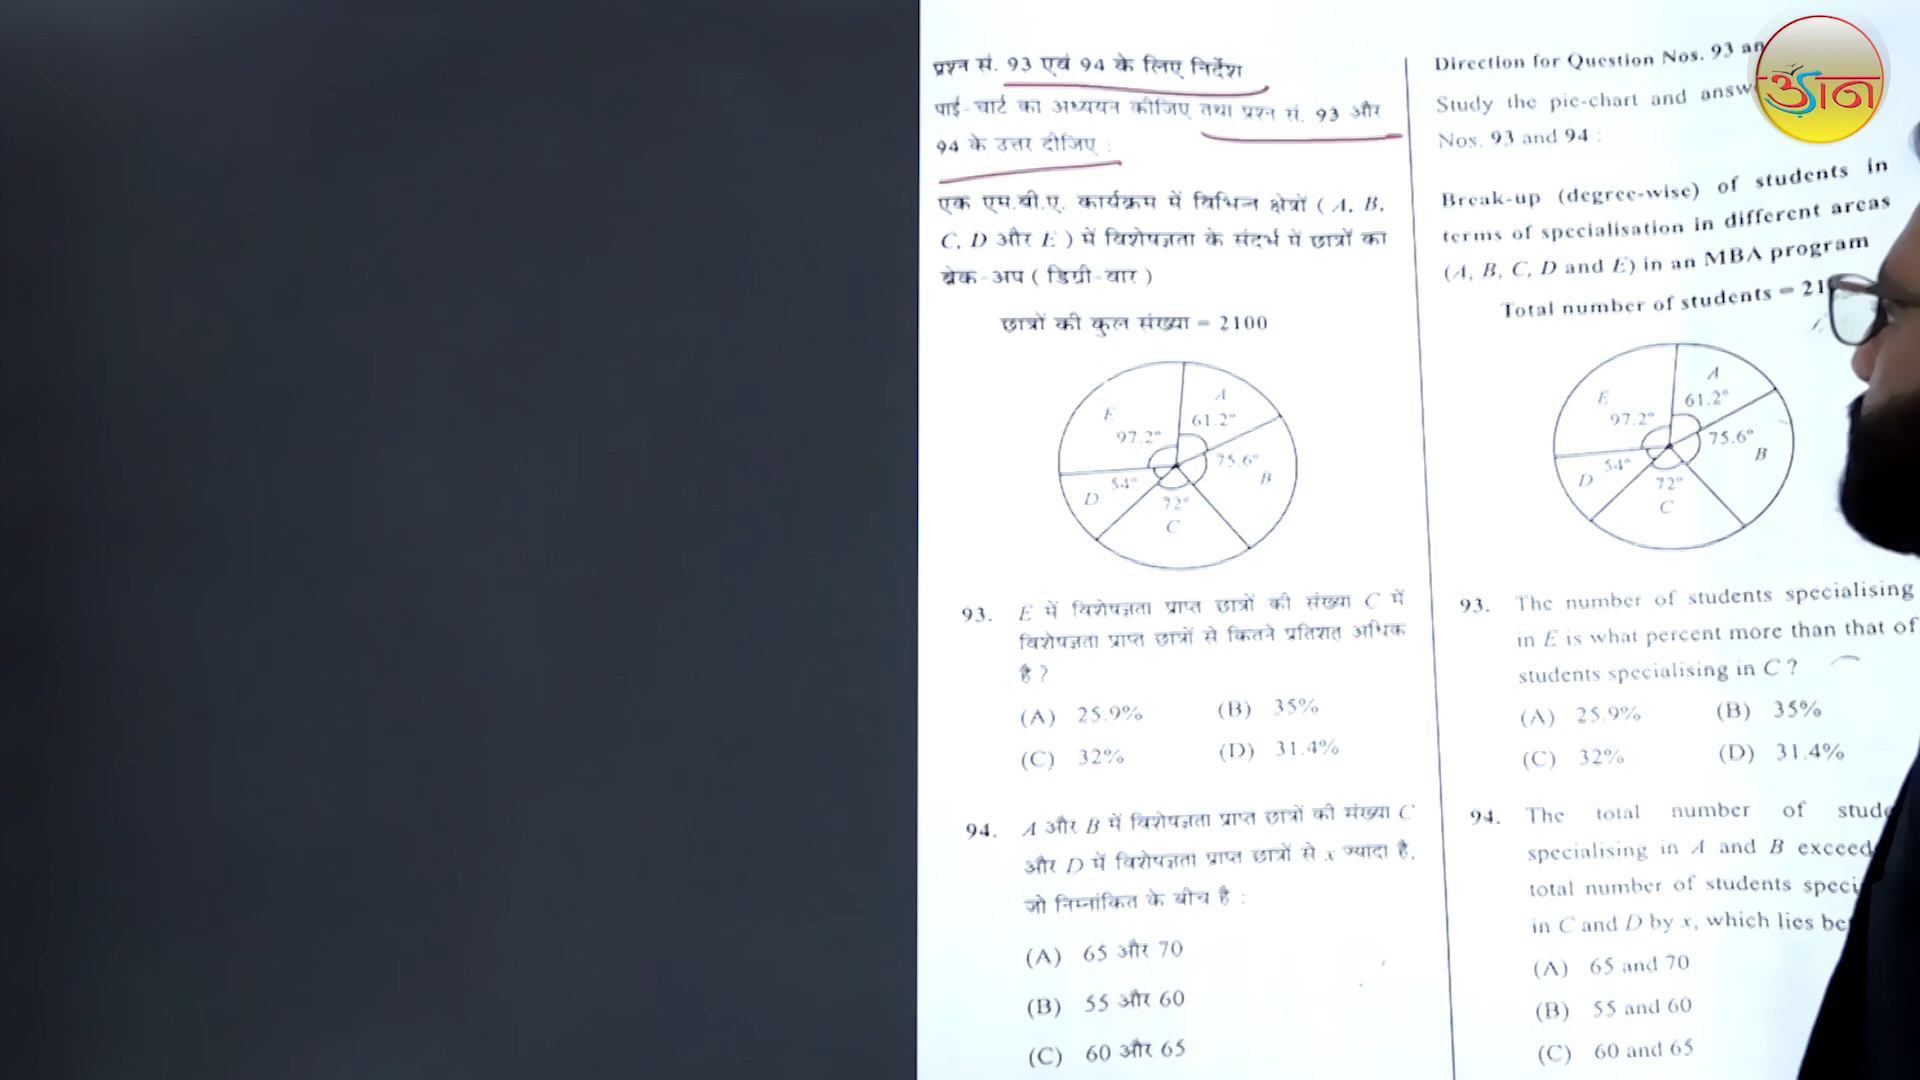 प्रश्न सं. 93 एवं 94 के लिए निर्देश
पाई-चार्ट का अध्ययन कीजिए तथा प्रश्न सं. 93 और
94 के उत्तर दीजिए :
एक एम.बी.ए. कार्यक्रम में विभिन्न क्षेत्रों ( A, B,
C, D और E ) में विशेषज्ञता के संदर्भ में छात्रों का
ब्रेक-अप ( डिग्री-वार )
छात्रों की कुल संख्या = 2100
A
61.2°
E
97.2°
75.6°
B
54°
D
72°
C
93. E में विशेषज्ञता प्राप्त छात्रों की संख्या C में
विशेषज्ञता प्राप्त छात्रों से कितने प्रतिशत अधिक
है ?
(A) 25.9% (B) 35%
(C) 32% (D) 31.4%
94. A और B में विशेषज्ञता प्राप्त छात्रों की संख्या C
और D में विशेषज्ञता प्राप्त छात्रों से x ज्यादा है,
जो निम्नांकित के बीच है :
(A) 65 और 70
(B) 55 और 60
(C) 60 और 65
Direction for Question Nos. 93
Study the pie-chart and
Nos. 93 and 94 :
Break-up (degree-wise) of students in
terms of specialisation in different areas
(A, B, C, D and E) in an MBA program
Total number of students =
A
61.2°
E
97.2°
75.6°
B
54°
D
72°
C
93. The number of students specialising
in E is what percent more than that of
students specialising in C ?
(A) 25.9% (B) 35%
(C) 32% (D) 31.4%
94. The total number of
specialising in A and B
total number of students
in C and D by x, which lies
(A) 65 and 70
(B) 55 and 60
(C) 60 and 65
उड़ान